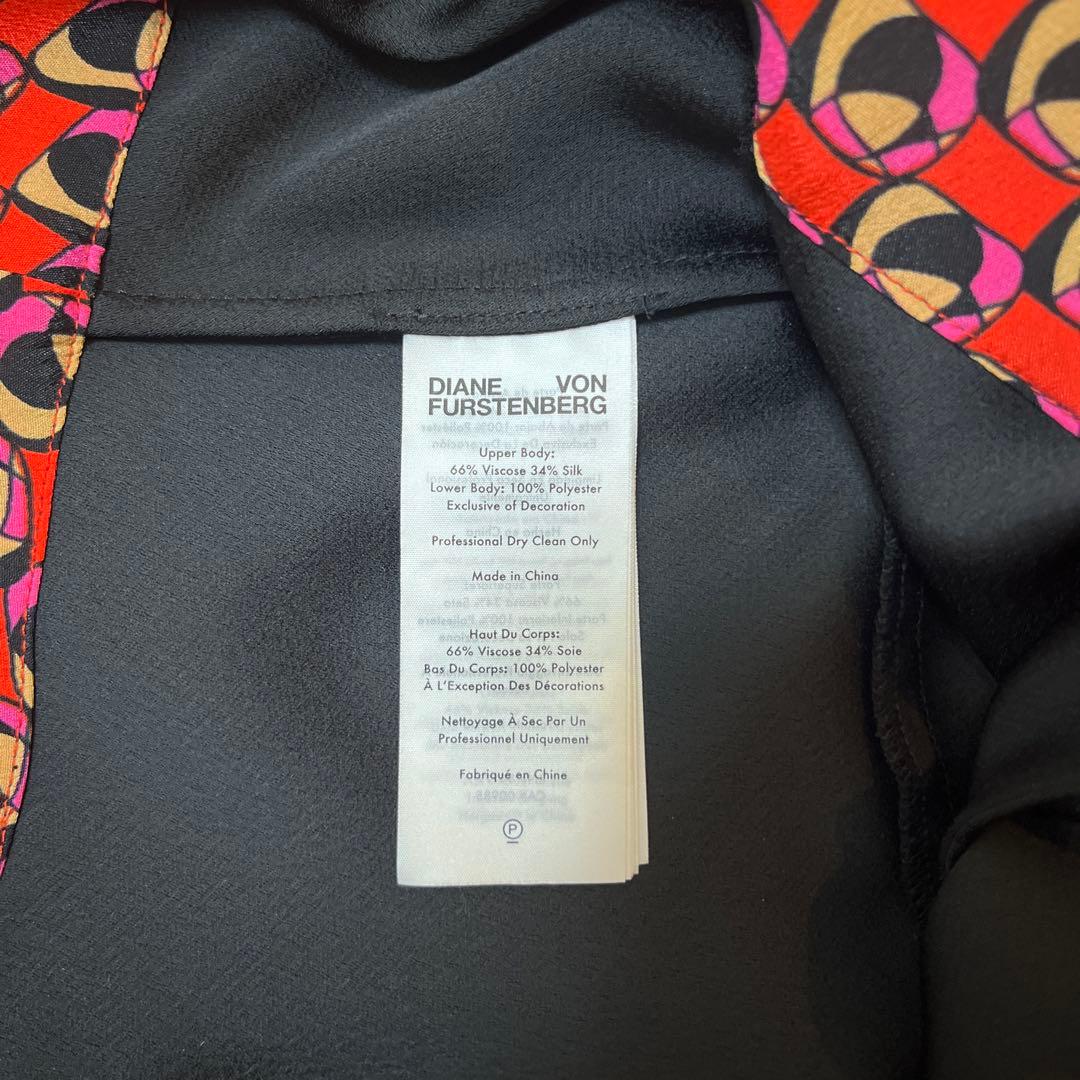 DIANE VON
FURSTENBERG
Upper Body:
66% Viscose 34% Silk
Lower Body: 100% Polyester
Exclusive of Decoration
Professional Dry Clean Only
Made in China
Haut Du Corps:
66% Viscose 34% Soie
Bas Du Corps: 100% Polyester
À L'Exception Des Décorations
Nettoyage À Sec Par Un
Professionnel Uniquement
Fabriqué en Chine
P